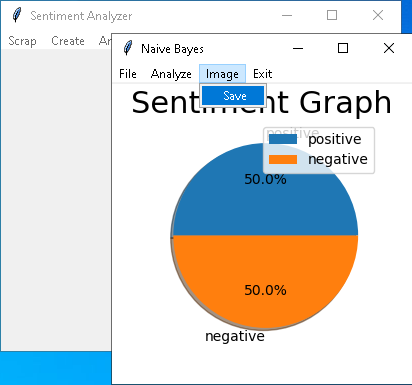 Sentiment Analyzer
Scrap Create
Naive Bayes
File Analyze Image Exit
Save
Sentiment Graph
positive
positive
negative
50.0%
50.0%
negative